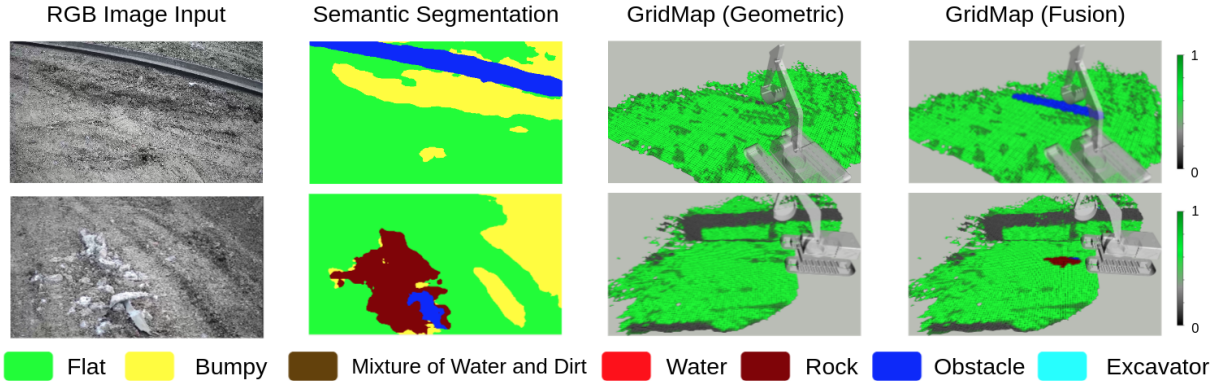 RGB Image Input Semantic Segmentation GridMap (Geometric) GridMap (Fusion)
1
0
1
0
Flat Bumpy Mixture of Water and Dirt Water Rock Obstacle Excavator